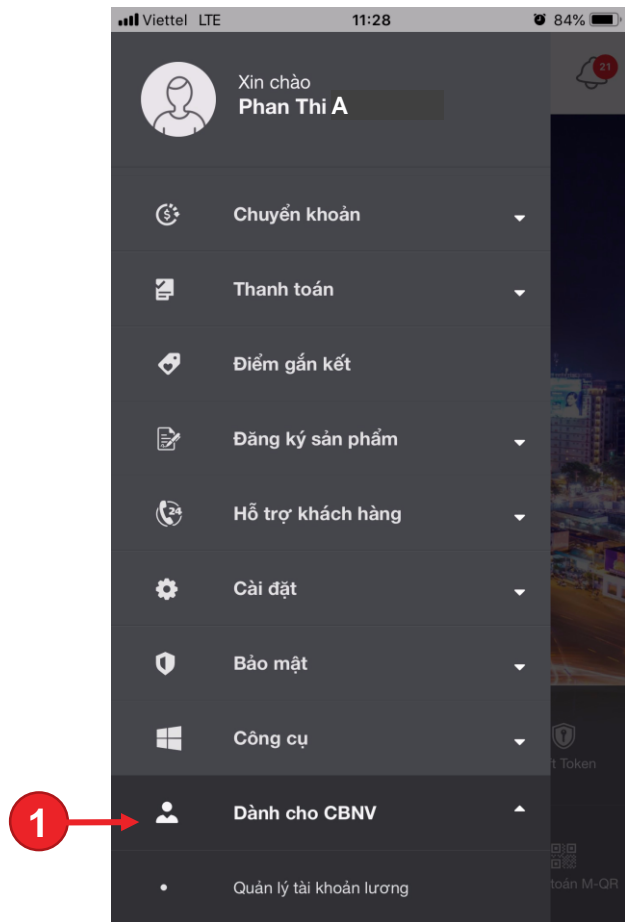 Viettel LTE 11:28 84%
21
Xin chào
Phan Thi A
Chuyển khoản
Thanh toán
Điểm gắn kết
Đăng ký sản phẩm
24
Hỗ trợ khách hàng
Cài đặt
Bảo mật
Công cụ
t Token
1
Dành cho CBNV
Quản lý tài khoản lương
toán M-QR